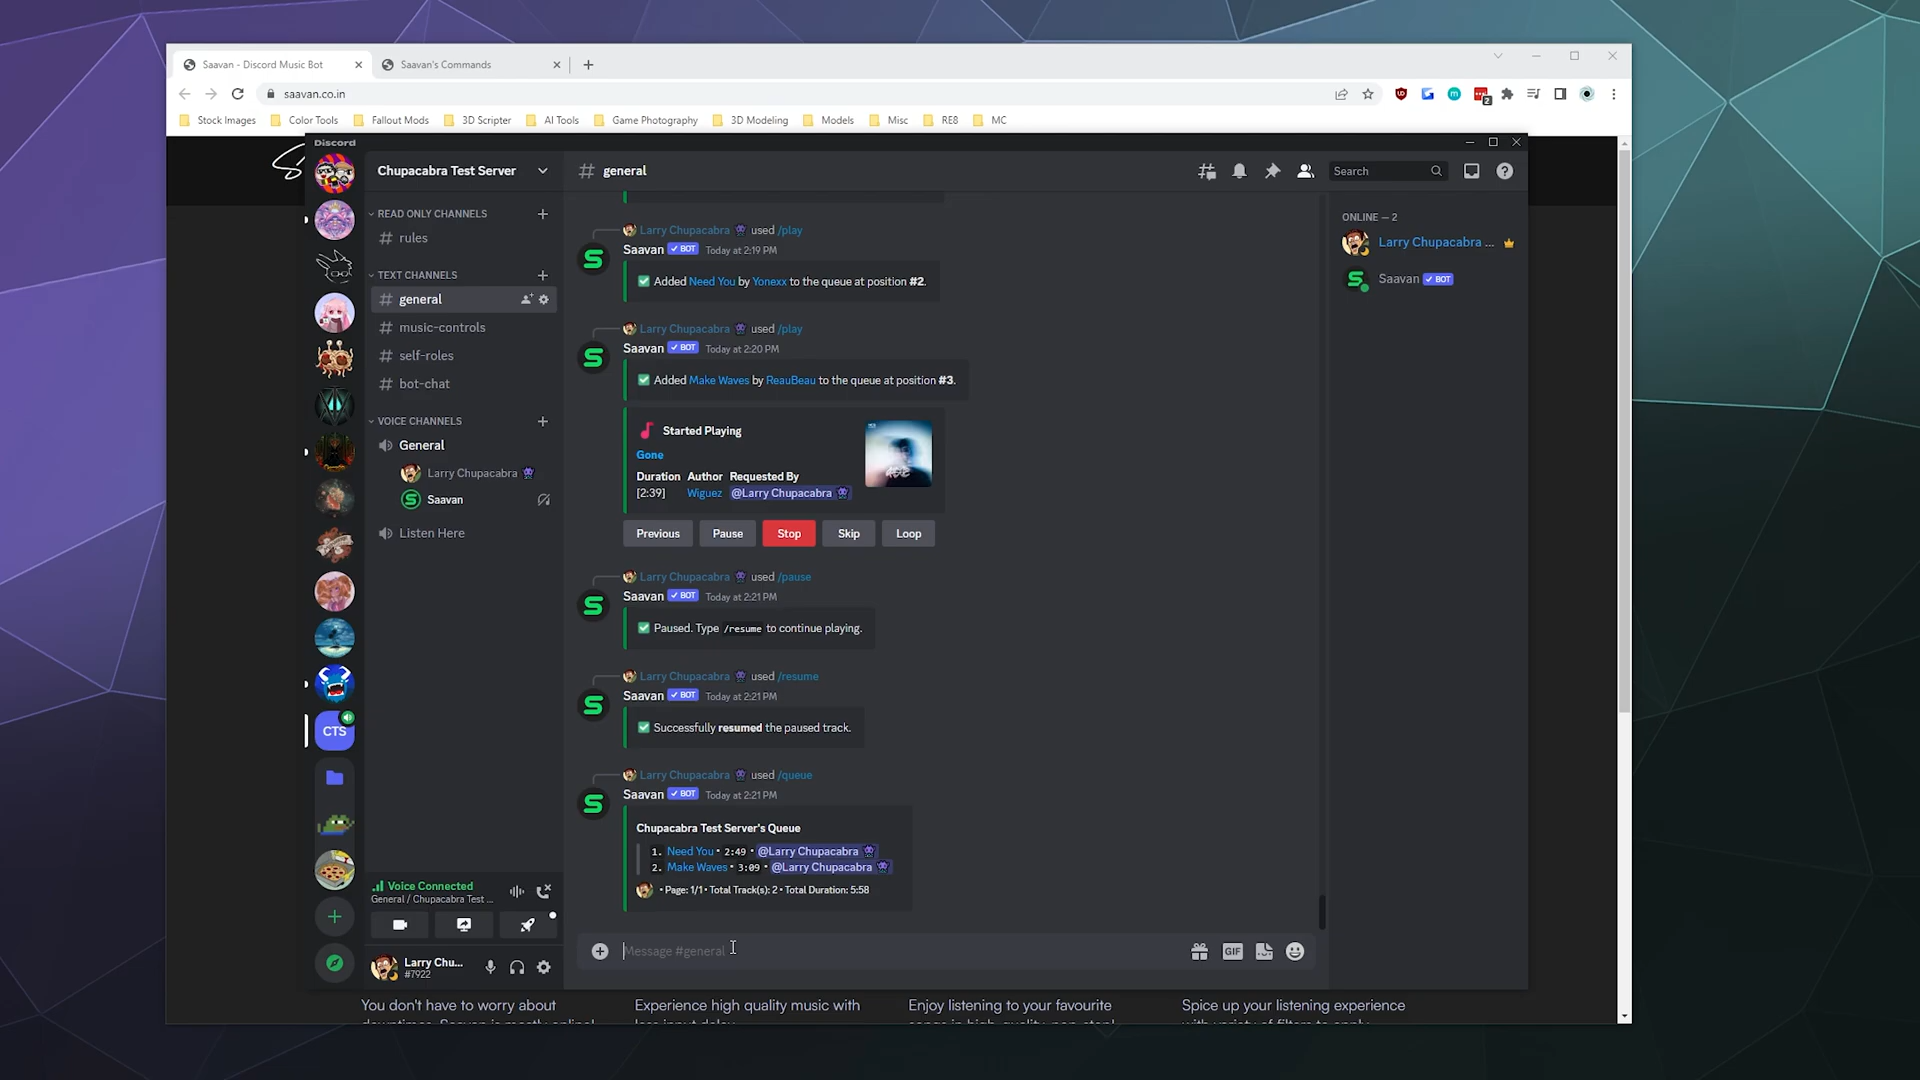 Saavan - Discord Music Bot
Saavan's Commands
saavan.co.in
2
Stock Images
Color Tools
Fallout Mods
3D Scripter
AI Tools
Game Photography
3D Modeling
Models
Misc
RE8
MC
Discord
Chupacabra Test Server
general
Search
READ ONLY CHANNELS
rules
TEXT CHANNELS
general
music-controls
self-roles
bot-chat
VOICE CHANNELS
General
Larry Chupacabra
Saavan
Listen Here
CTS
Voice Connected
General / Chupacabra Test ...
Larry Chu...
#7922
Larry Chupacabra used /play
Saavan BOT Today at 2:19 PM
Added Need You by Yonexx to the queue at position #2.
Larry Chupacabra used /play
Saavan BOT Today at 2:20 PM
Added Make Waves by ReauBeau to the queue at position #3.
Started Playing
Gone
Duration Author Requested By
[2:39] Wiguez @Larry Chupacabra
Previous Pause Stop Skip Loop
Larry Chupacabra used /pause
Saavan BOT Today at 2:21 PM
Paused. Type /resume to continue playing.
Larry Chupacabra used /resume
Saavan BOT Today at 2:21 PM
Successfully resumed the paused track.
Larry Chupacabra used /queue
Saavan BOT Today at 2:21 PM
Chupacabra Test Server's Queue
1. Need You • 2:49 • @Larry Chupacabra
2. Make Waves • 3:09 • @Larry Chupacabra
• Page: 1/1 • Total Track(s): 2 • Total Duration: 5:58
Message #general
GIF
ONLINE — 2
Larry Chupacabra ...
Saavan BOT
You don't have to worry about
Experience high quality music with
Enjoy listening to your favourite
Spice up your listening experience